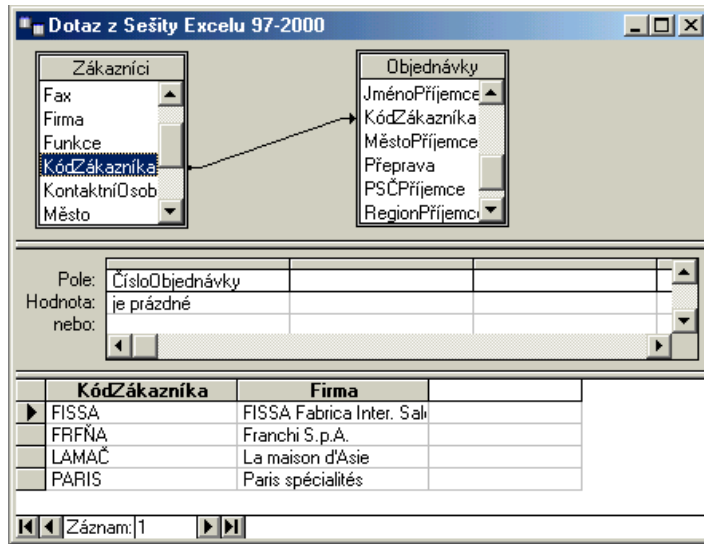 Dotaz z Sešity Excelu 97-2000
Zákazníci
Fax
Firma
Funkce
KódZákazníka
KontaktníOsob
Město
Objednávky
JménoPříjemce
KódZákazníka
MěstoPříjemce
Přeprava
PSČPříjemce
RegionPříjemc
Pole: ČísloObjednávky
Hodnota: je prázdné
nebo:
KódZákazníka Firma
FISSA FISSA Fabrica Inter. Sal
FRFŇA Franchi S.p.A.
LAMAČ La maison d'Asie
PARIS Paris spécialités
Záznam: 1